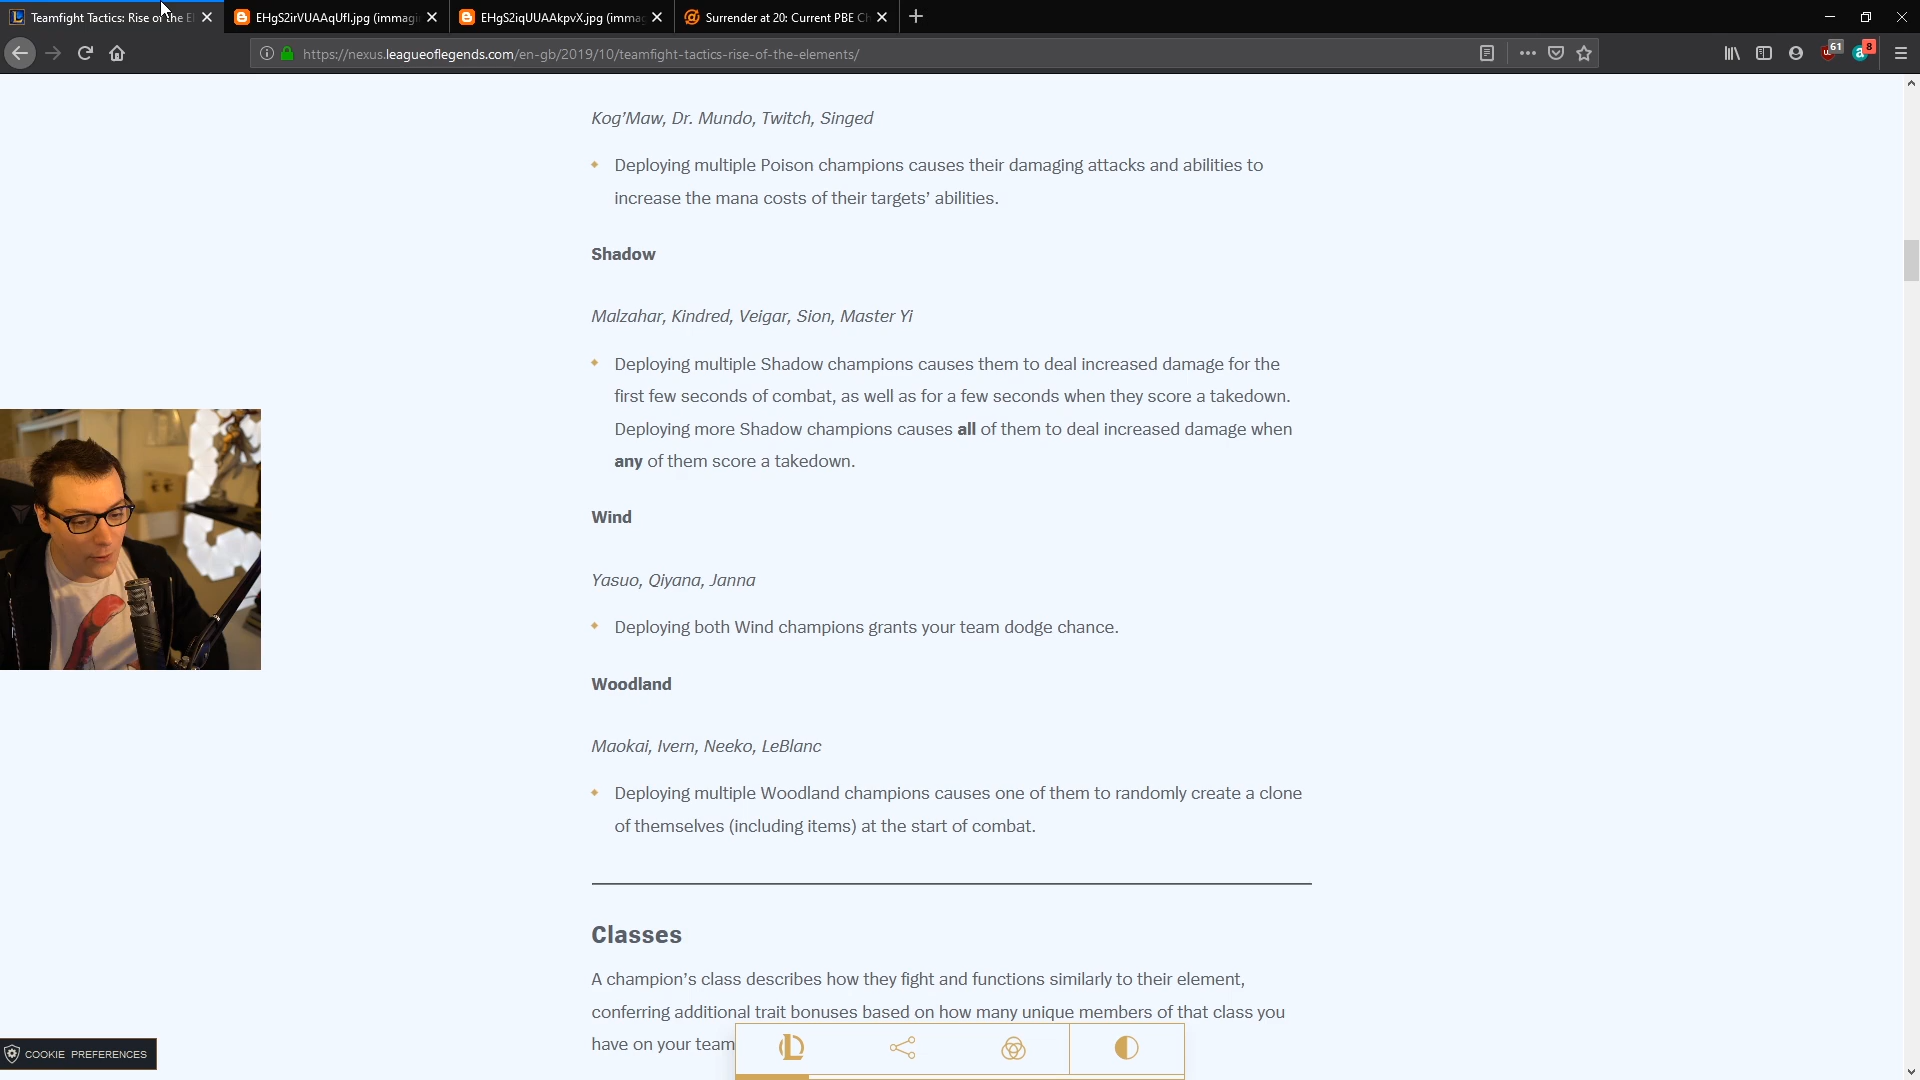 Teamfight Tactics: Rise of the El
EHgS2irVUAAqUfI.jpg (immagi
EHgS2iqUUAAkpvX.jpg (imma
Surrender at 20: Current PBE Ch
https://nexus.leagueoflegends.com/en-gb/2019/10/teamfight-tactics-rise-of-the-elements/
61
8
Kog'Maw, Dr. Mundo, Twitch, Singed
Deploying multiple Poison champions causes their damaging attacks and abilities to
increase the mana costs of their targets' abilities.
Shadow
Malzahar, Kindred, Veigar, Sion, Master Yi
Deploying multiple Shadow champions causes them to deal increased damage for the
first few seconds of combat, as well as for a few seconds when they score a takedown.
Deploying more Shadow champions causes all of them to deal increased damage when
any of them score a takedown.
Wind
Yasuo, Qiyana, Janna
Deploying both Wind champions grants your team dodge chance.
Woodland
Maokai, Ivern, Neeko, LeBlanc
Deploying multiple Woodland champions causes one of them to randomly create a clone
of themselves (including items) at the start of combat.
Classes
A champion's class describes how they fight and functions similarly to their element,
conferring additional trait bonuses based on how many unique members of that class you
have on your team
COOKIE PREFERENCES